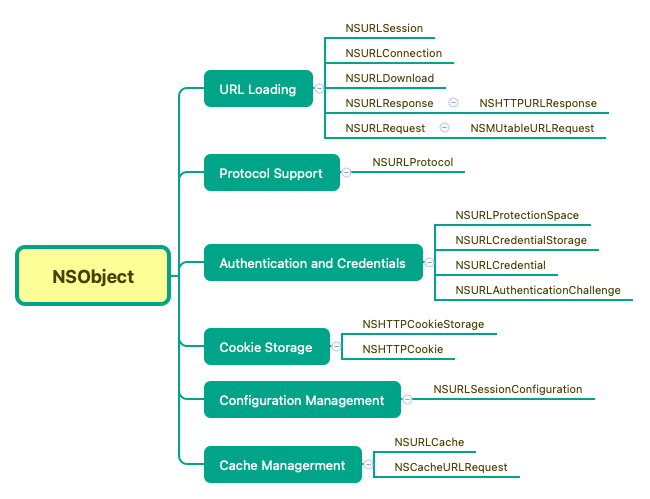 NSObject
URL Loading
NSURLSession
NSURLConnection
NSURLDownload
NSURLResponse
NSHTTPURLResponse
NSURLRequest
NSMUtableURLRequest
Protocol Support
NSURLProtocol
Authentication and Credentials
NSURLProtectionSpace
NSURLCredentialStorage
NSURLCredential
NSURLAuthenticationChallenge
Cookie Storage
NSHTTPCookieStorage
NSHTTPCookie
Configuration Management
NSURLSessionConfiguration
Cache Managerment
NSURLCache
NSCacheURLRequest